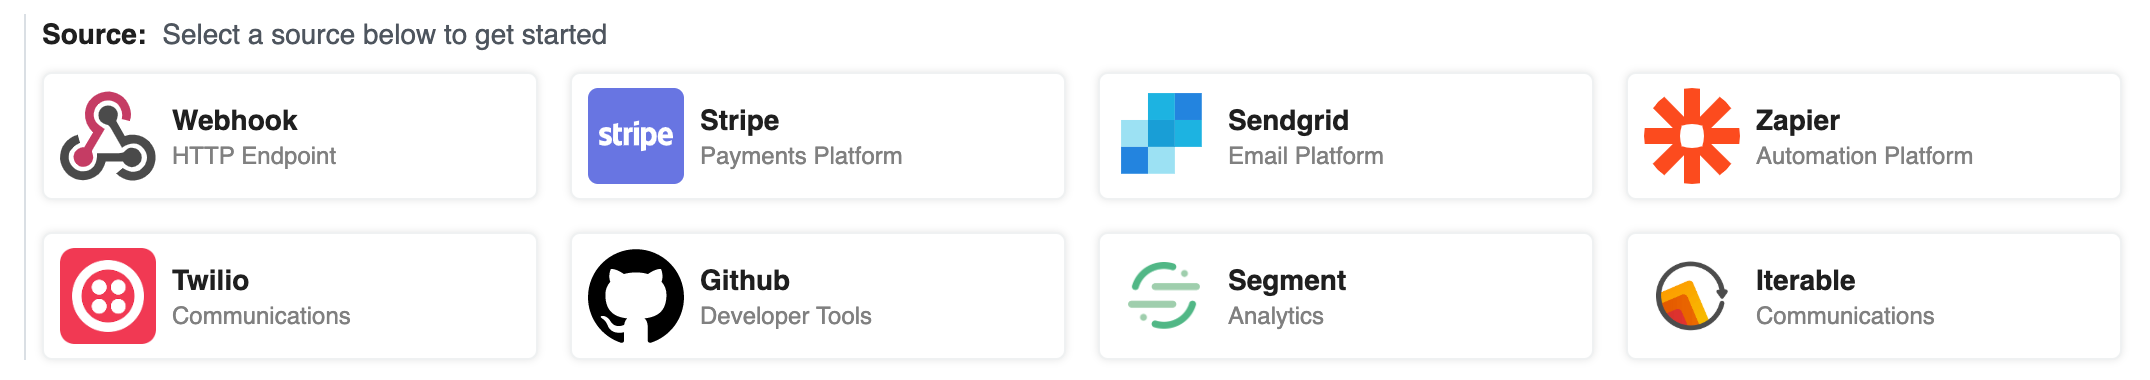 Source: Select a source below to get started
Webhook
HTTP Endpoint
stripe
Stripe
Payments Platform
Sendgrid
Email Platform
Zapier
Automation Platform
Twilio
Communications
Github
Developer Tools
Segment
Analytics
Iterable
Communications